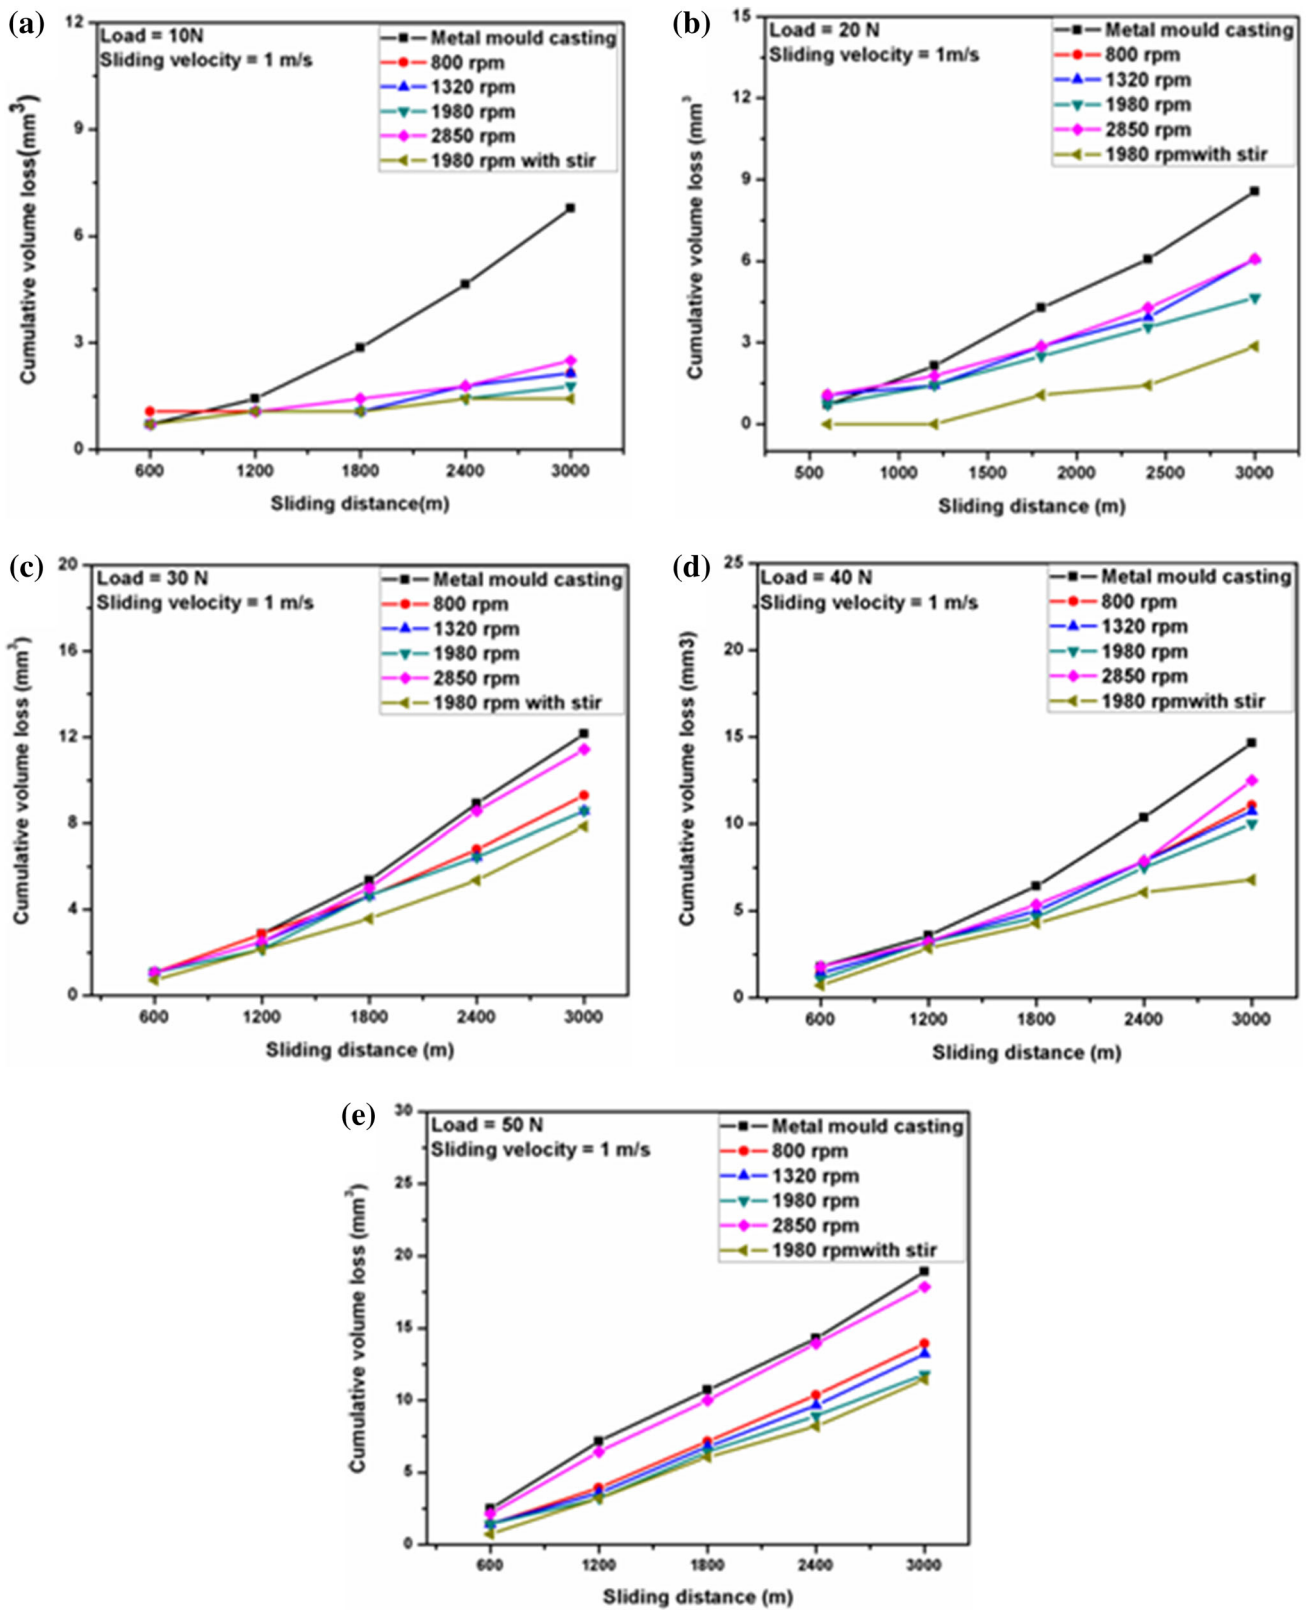 (a)
Load = 10N
Sliding velocity = 1 m/s
Metal mould casting
800 rpm
1320 rpm
1980 rpm
2850 rpm
1980 rpm with stir
Cumulative volume loss(mm³)
12
9
6
3
0
600 1200 1800 2400 3000
Sliding distance(m)
(b)
Load = 20 N
Sliding velocity = 1m/s
Metal mould casting
800 rpm
1320 rpm
1980 rpm
2850 rpm
1980 rpmwith stir
Cumulative volume loss (mm³
15
12
9
6
3
0
500 1000 1500 2000 2500 3000
Sliding distance (m)
(c)
Load = 30 N
Sliding velocity = 1 m/s
Metal mould casting
800 rpm
1320 rpm
1980 rpm
2850 rpm
1980 rpm with stir
Cumulative volume loss (mm³)
20
16
12
8
4
0
600 1200 1800 2400 3000
Sliding distance (m)
(d)
Load = 40 N
Sliding velocity = 1 m/s
Metal mould casting
800 rpm
1320 rpm
1980 rpm
2850 rpm
1980 rpmwith stir
Cumulative volume loss (mm3)
25
20
15
10
5
0
600 1200 1800 2400 3000
Sliding distance (m)
(e)
Load = 50 N
Sliding velocity = 1 m/s
Metal mould casting
800 rpm
1320 rpm
1980 rpm
2850 rpm
1980 rpmwith stir
Cumulative volume loss (mm³)
30
25
20
15
10
5
0
600 1200 1800 2400 3000
Sliding distance (m)